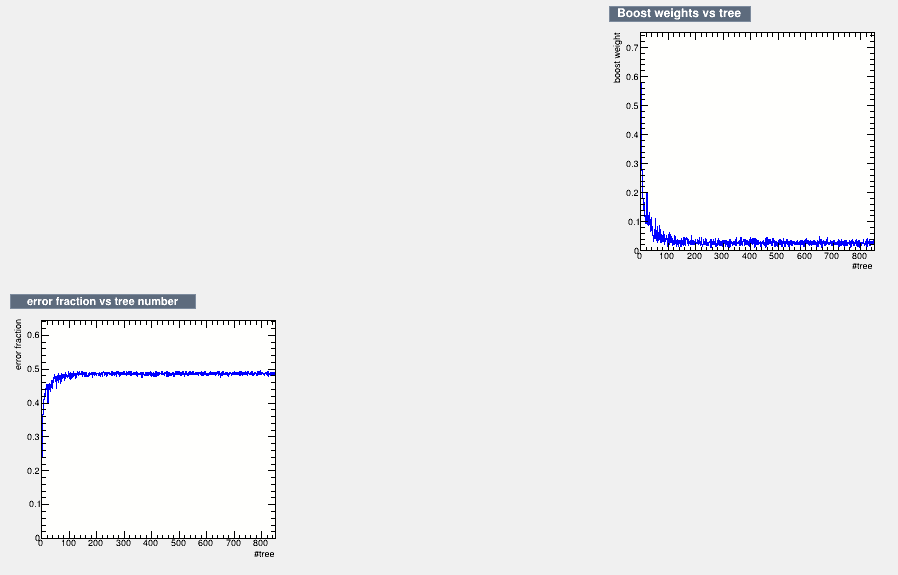 Boost weights vs tree
boost weight
0.7
0.6
0.5
0.4
0.3
0.2
0.1
0
0 100 200 300 400 500 600 700 800
#tree
error fraction vs tree number
error fraction
0.6
0.5
0.4
0.3
0.2
0.1
0
0 100 200 300 400 500 600 700 800
#tree